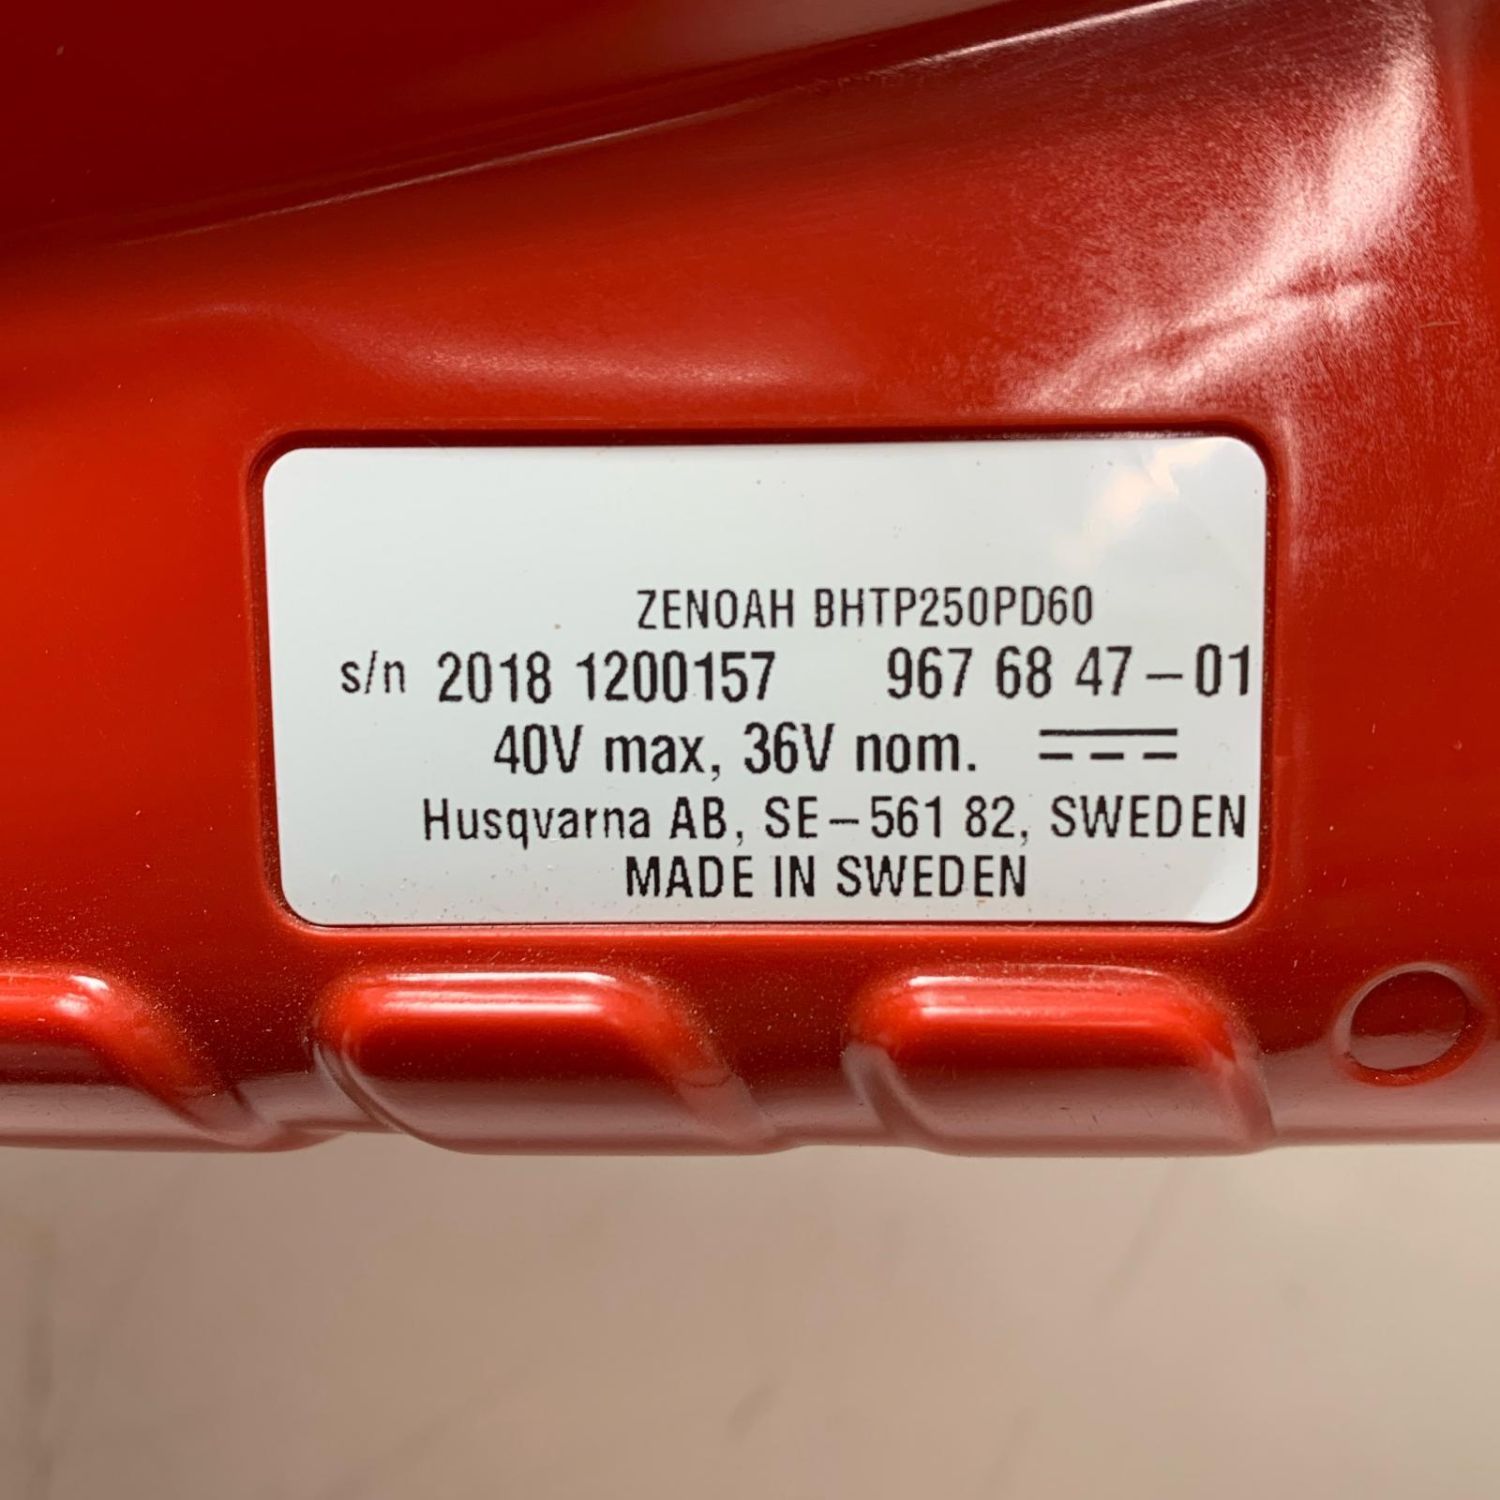 ZENOAH BHTP250PD60
s/n 2018 1200157 967 68 47-01
40V max, 36V nom. ⎓
Husqvarna AB, SE-561 82, SWEDEN
MADE IN SWEDEN